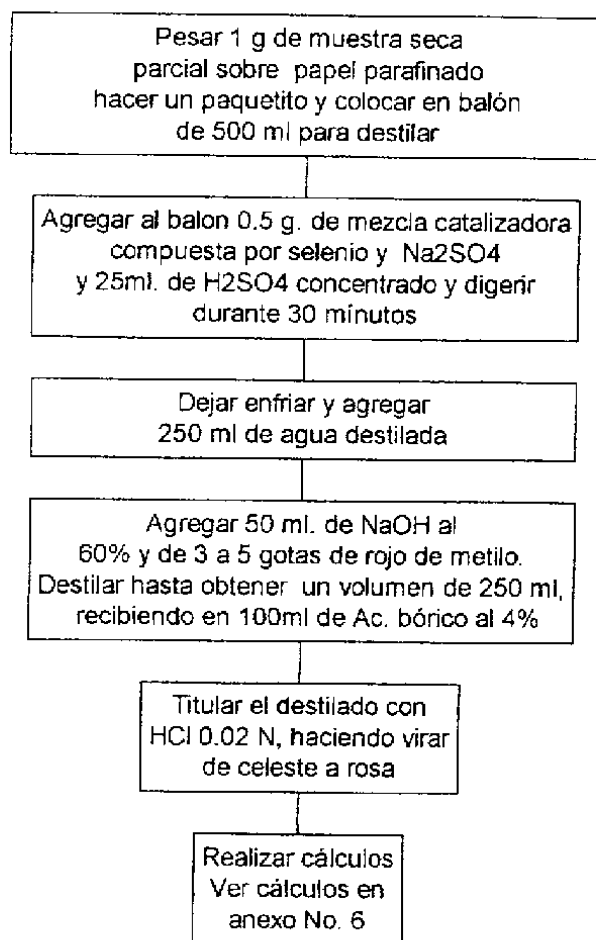 Pesar 1 g de muestra seca
parcial sobre papel parafinado
hacer un paquetito y colocar en balón
de 500 ml para destilar
Agregar al balon 0.5 g. de mezcla catalizadora
compuesta por selenio y Na2SO4
y 25ml. de H2SO4 concentrado y digerir
durante 30 minutos
Dejar enfriar y agregar
250 ml de agua destilada
Agregar 50 ml. de NaOH al
60% y de 3 a 5 gotas de rojo de metilo.
Destilar hasta obtener un volumen de 250 ml,
recibiendo en 100ml de Ac. bórico al 4%
Titular el destilado con
HCl 0.02 N, haciendo virar
de celeste a rosa
Realizar cálculos
Ver cálculos en
anexo No. 6